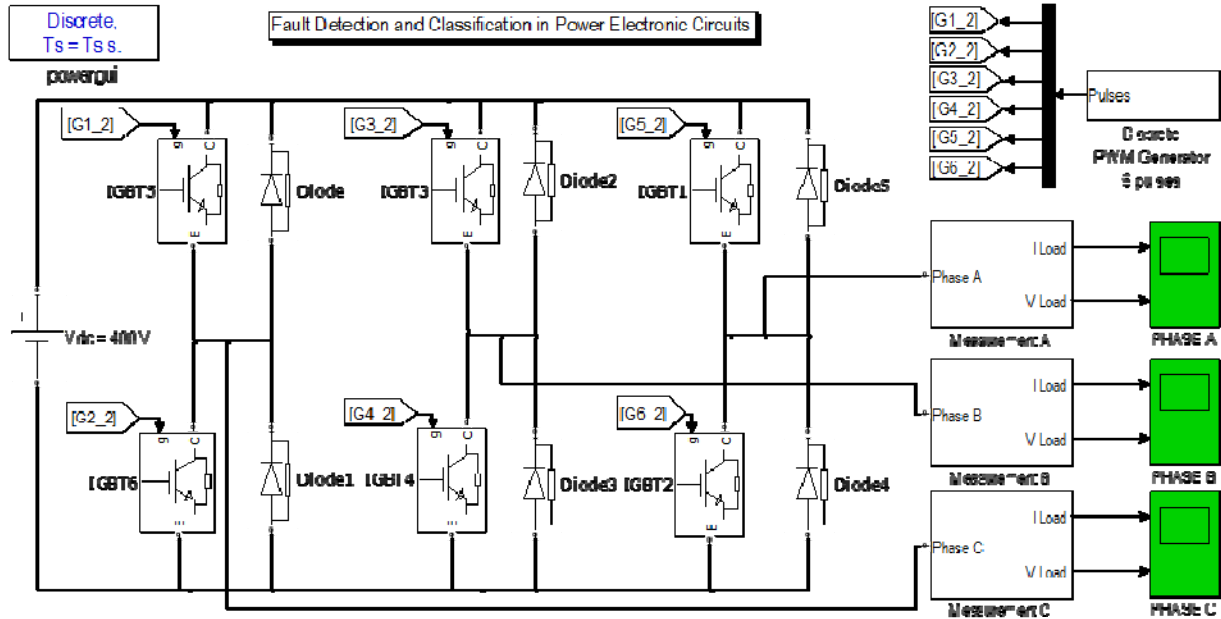 Discrete,
Ts = Ts s.
powergui
Fault Detection and Classification in Power Electronic Circuits
[G1_2]
[G2_2]
[G3_2]
[G4_2]
[G5_2]
[G6_2]
Pulses
Discrete
PWM Generator
6 pulses
[G1_2]
[G3_2]
[G5_2]
g
C
g
C
g
C
IGBT5
Diode
IGBT3
Diode2
IGBT1
Diode5
E
E
E
Vdc = 400V
Phase A
I Load
V Load
Measurement A
PHASE A
[G2_2]
[G4_2]
[G6_2]
g
C
g
C
g
C
IGBT6
Diode1
IGBT4
Diode3
IGBT2
Diode4
E
E
E
Phase B
I Load
V Load
Measurement B
PHASE B
Phase C
I Load
V Load
Measurement C
PHASE C